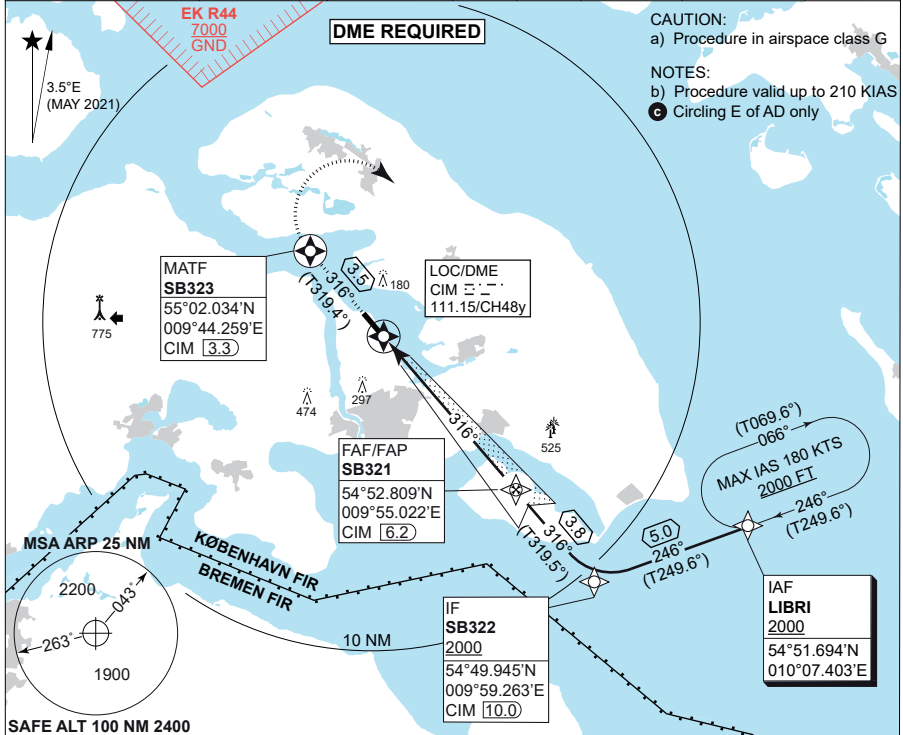 EK R44
7000
GND
DME REQUIRED
CAUTION:
a) Procedure in airspace class G
NOTES:
b) Procedure valid up to 210 KIAS
c Circling E of AD only
3.5°E
(MAY 2021)
MATF
SB323
55°02.034'N
009°44.259'E
CIM 3.3
3.5
316°
(T319.4°)
180
LOC/DME
CIM
111.15/CH48y
775
474
297
316°
525
FAF/FAP
SB321
54°52.809'N
009°55.022'E
CIM 6.2
(T069.6°)
066°
MAX IAS 180 KTS
2000 FT
246°
(T249.6°)
3.8
316°
(T319.5°)
5.0
246°
(T249.6°)
KØBENHAVN FIR
BREMEN FIR
MSA ARP 25 NM
2200
043°
263°
1900
SAFE ALT 100 NM 2400
10 NM
IF
SB322
2000
54°49.945'N
009°59.263'E
CIM 10.0
IAF
LIBRI
2000
54°51.694'N
010°07.403'E